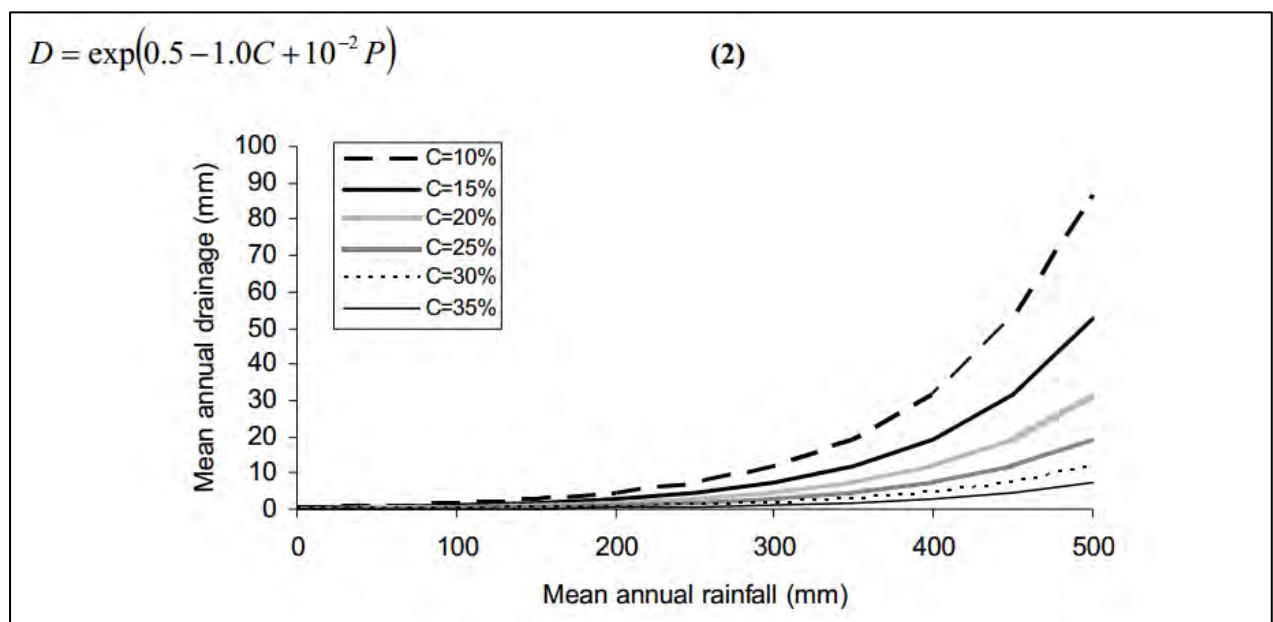 D = exp(0.5 −1.0C +10⁻² P) (2)
100
90
80
70
60
50
40
30
20
10
0
Mean annual drainage (mm)
C=10%
C=15%
C=20%
C=25%
C=30%
C=35%
0 100 200 300 400 500
Mean annual rainfall (mm)